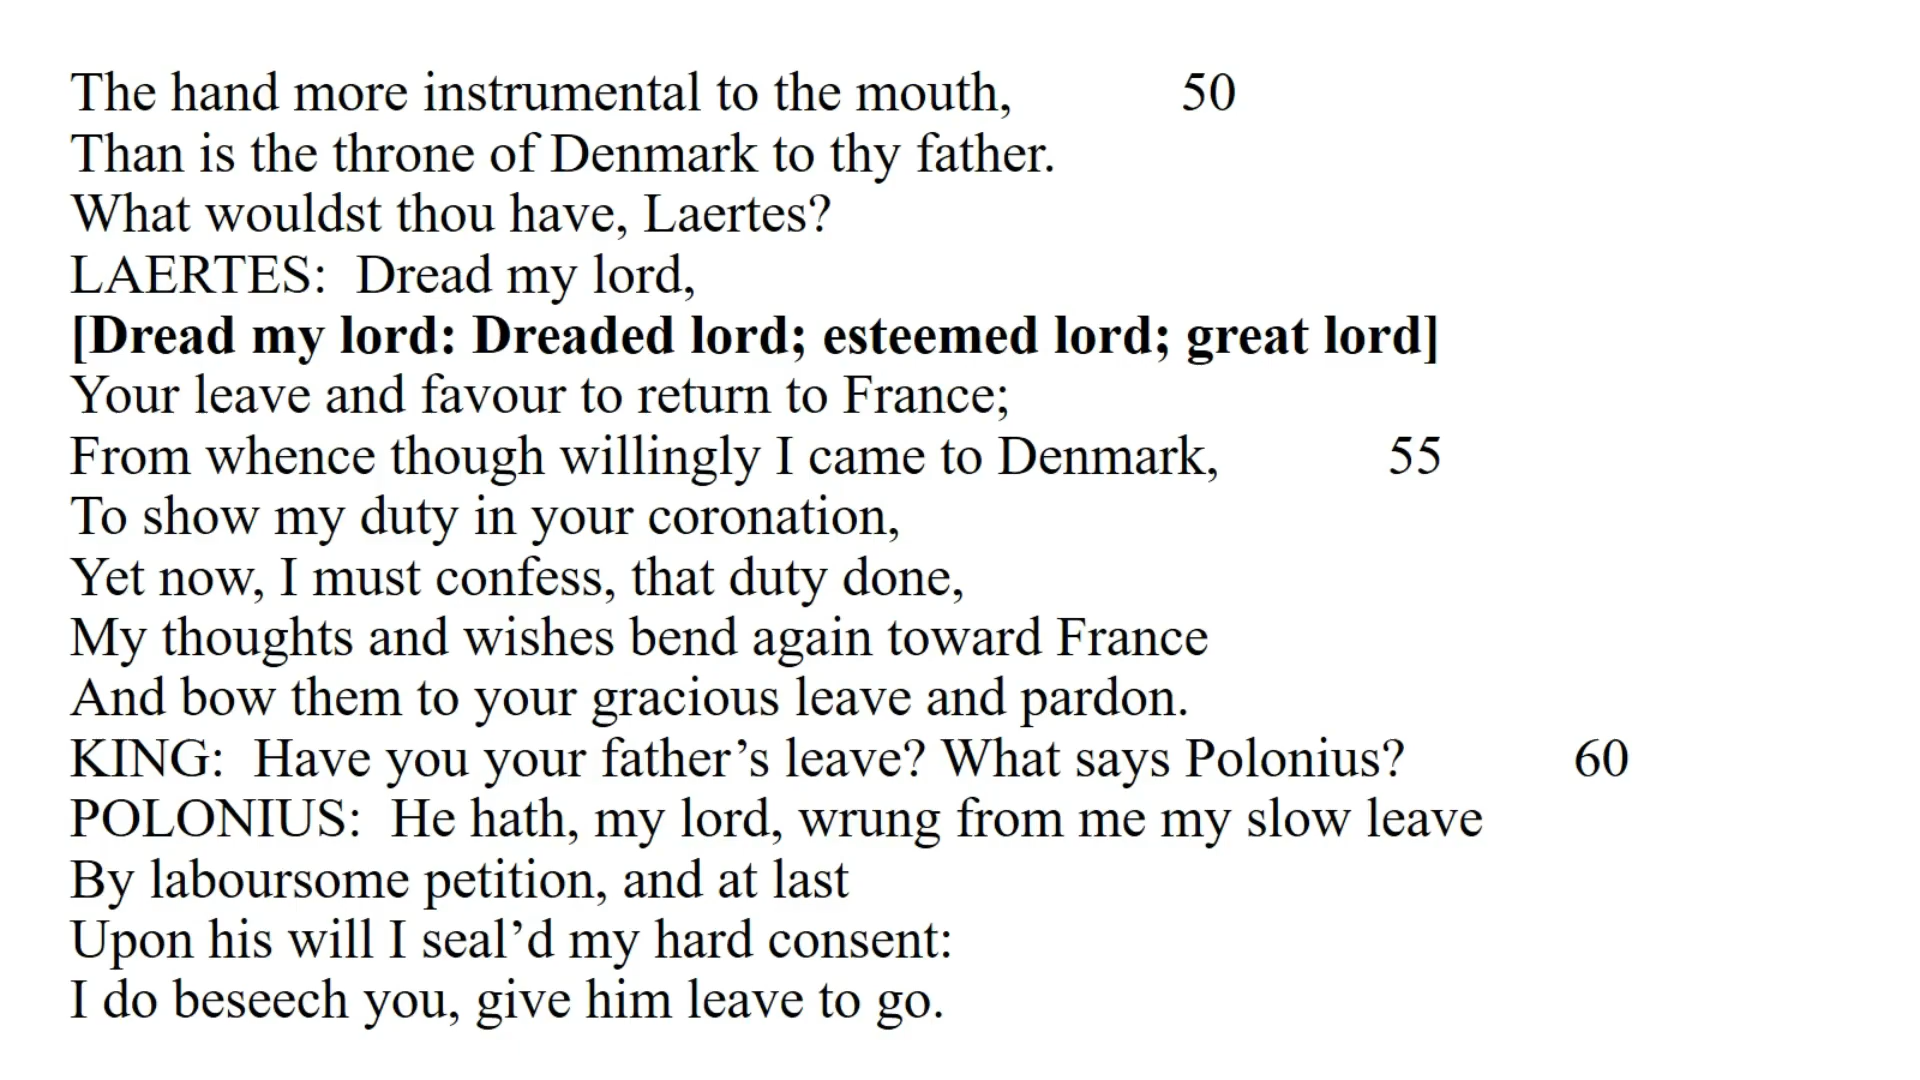 The hand more instrumental to the mouth, 50
Than is the throne of Denmark to thy father.
What wouldst thou have, Laertes?
LAERTES:  Dread my lord,
[Dread my lord: Dreaded lord; esteemed lord; great lord]
Your leave and favour to return to France;
From whence though willingly I came to Denmark, 55
To show my duty in your coronation,
Yet now, I must confess, that duty done,
My thoughts and wishes bend again toward France
And bow them to your gracious leave and pardon.
KING:  Have you your father’s leave? What says Polonius? 60
POLONIUS:  He hath, my lord, wrung from me my slow leave
By laboursome petition, and at last
Upon his will I seal’d my hard consent:
I do beseech you, give him leave to go.